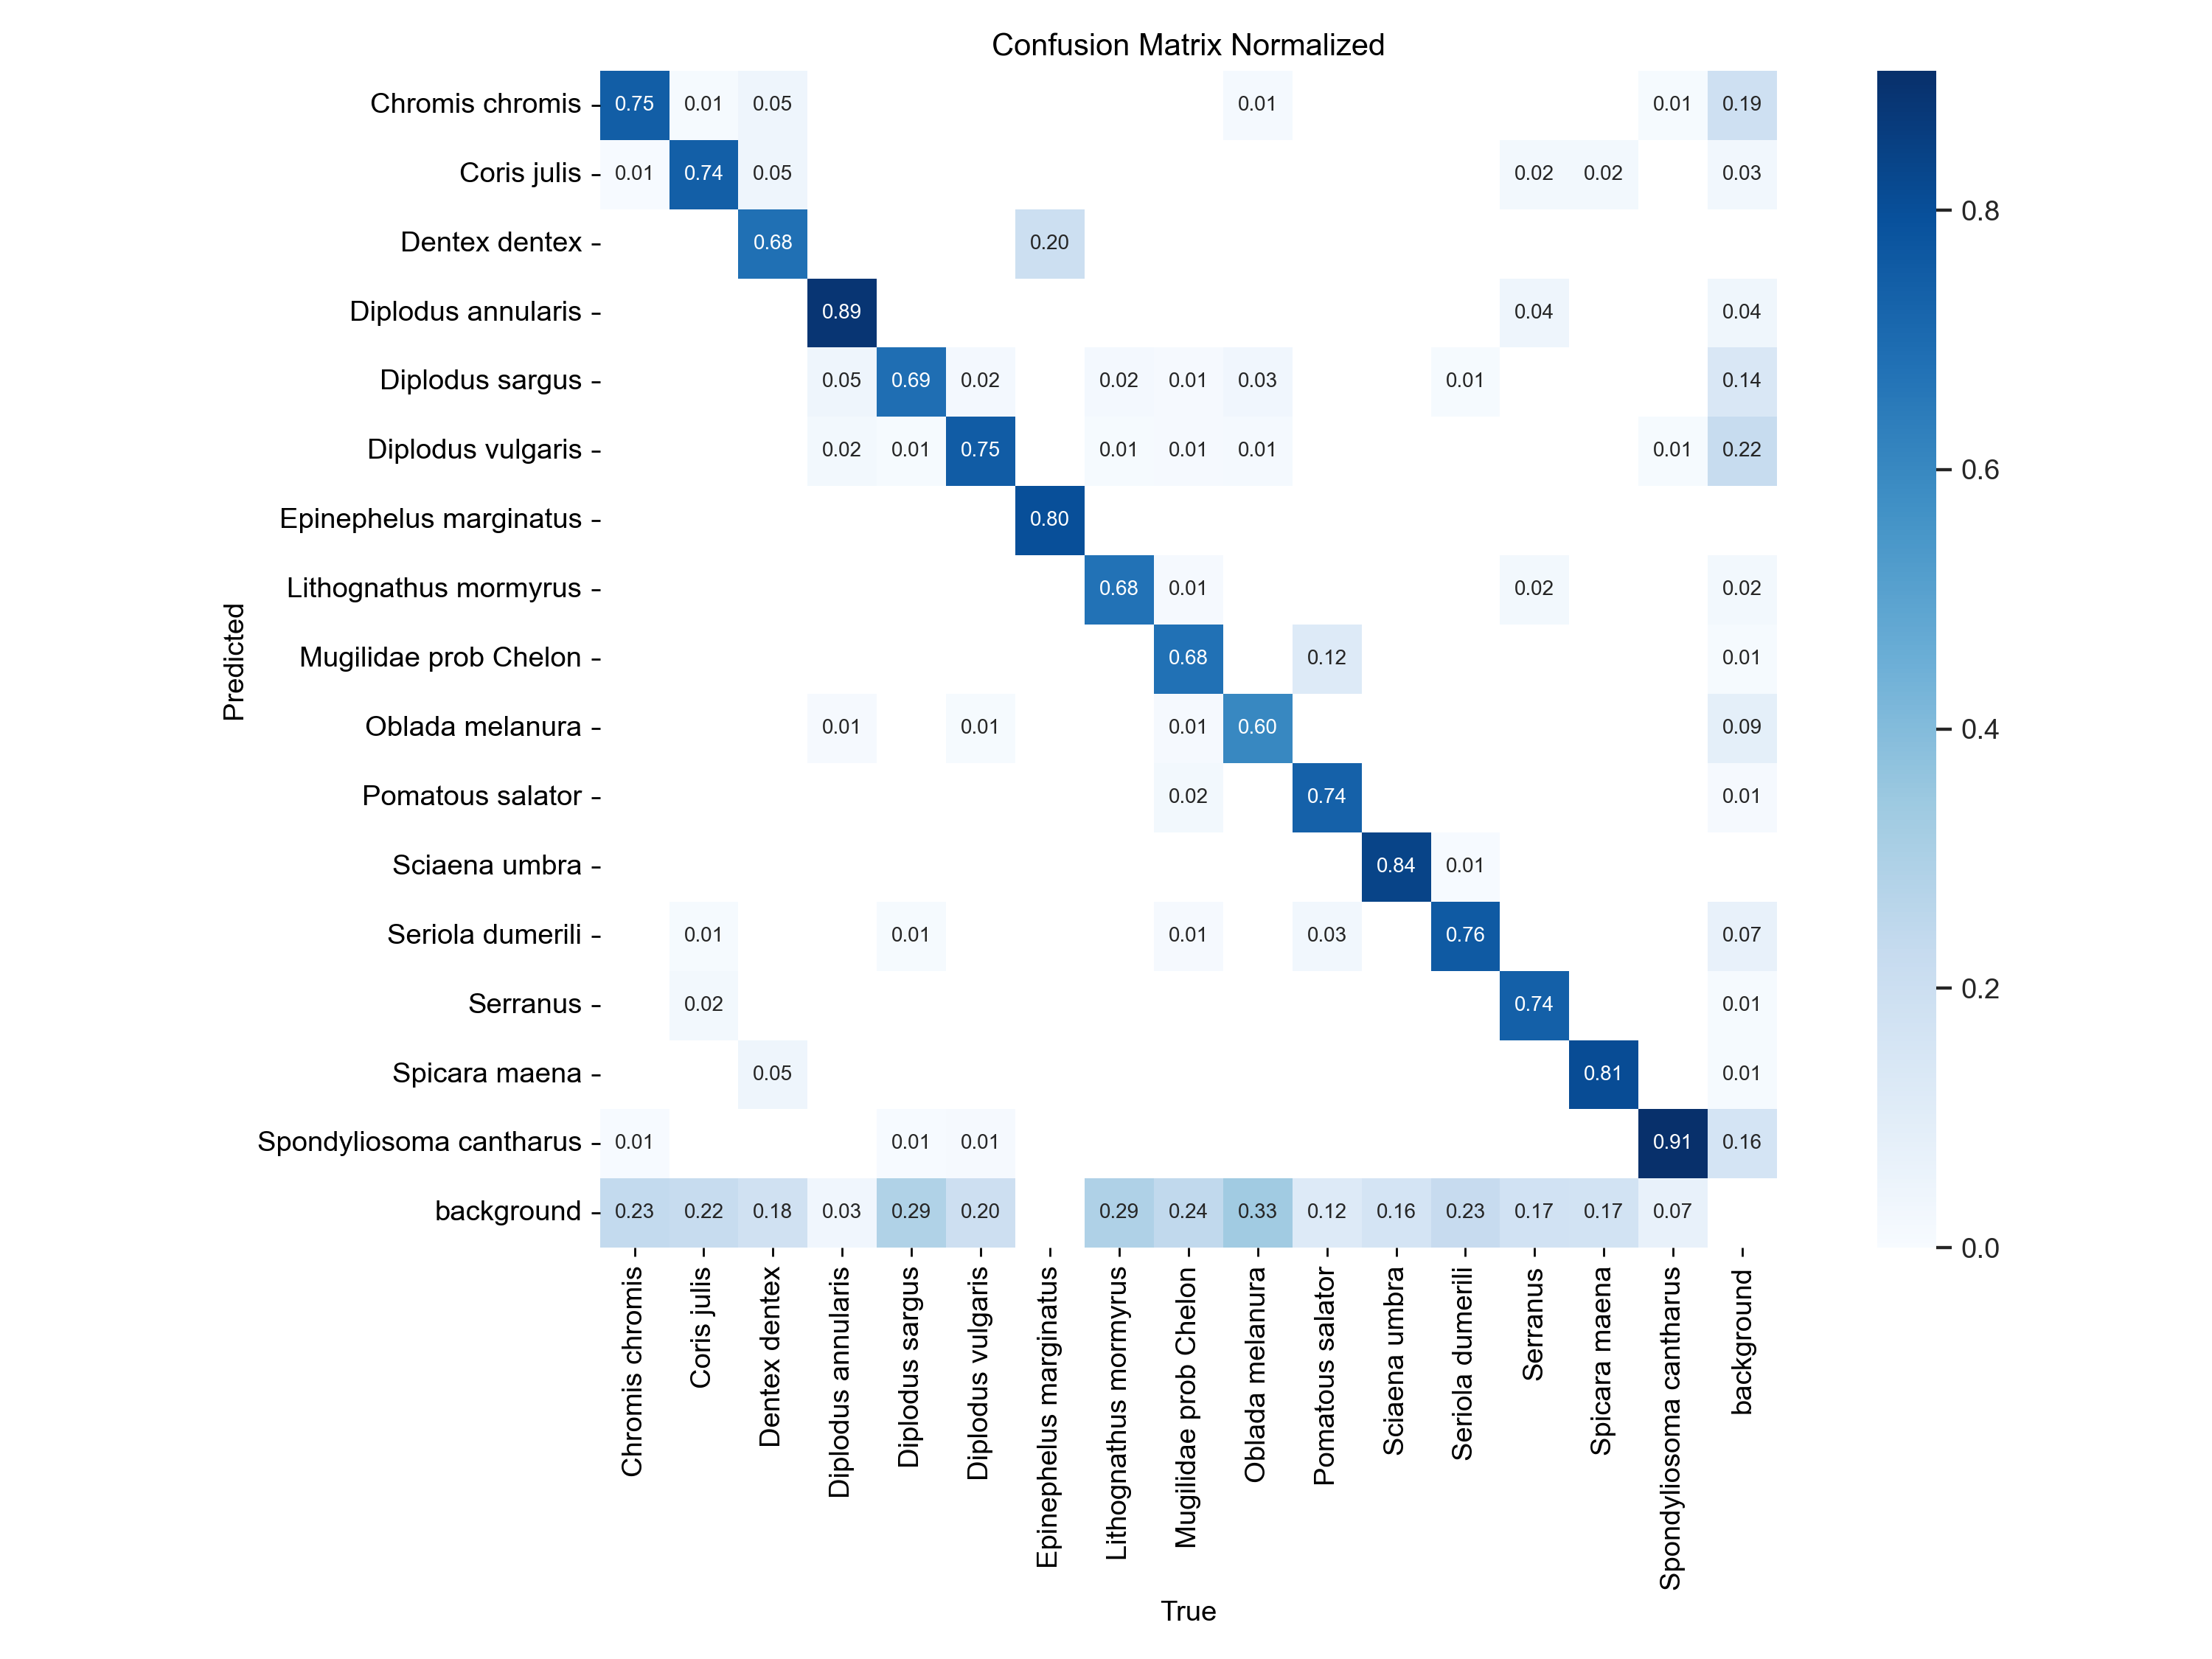 Confusion Matrix Normalized
Chromis chromis 0.75 0.01 0.05 0.01 0.01 0.19
Coris julis 0.01 0.74 0.05 0.02 0.02 0.03
Dentex dentex 0.68 0.20
Diplodus annularis 0.89 0.04 0.04
Diplodus sargus 0.05 0.69 0.02 0.02 0.01 0.03 0.01 0.14
Diplodus vulgaris 0.02 0.01 0.75 0.01 0.01 0.01 0.01 0.22
Epinephelus marginatus 0.80
Lithognathus mormyrus 0.68 0.01 0.02 0.02
Mugilidae prob Chelon 0.68 0.12 0.01
Oblada melanura 0.01 0.01 0.01 0.60 0.09
Pomatous salator 0.02 0.74 0.01
Sciaena umbra 0.84 0.01
Seriola dumerili 0.01 0.01 0.01 0.03 0.76 0.07
Serranus 0.02 0.74 0.01
Spicara maena 0.05 0.81 0.01
Spondyliosoma cantharus 0.01 0.01 0.01 0.91 0.16
background 0.23 0.22 0.18 0.03 0.29 0.20 0.29 0.24 0.33 0.12 0.16 0.23 0.17 0.17 0.07
Predicted
Chromis chromis
Coris julis
Dentex dentex
Diplodus annularis
Diplodus sargus
Diplodus vulgaris
Epinephelus marginatus
Lithognathus mormyrus
Mugilidae prob Chelon
Oblada melanura
Pomatous salator
Sciaena umbra
Seriola dumerili
Serranus
Spicara maena
Spondyliosoma cantharus
background
True
0.8
0.6
0.4
0.2
0.0